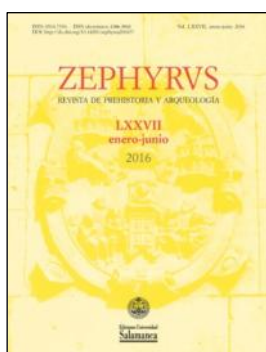 ZEPHYRVS
REVISTA DE PREHISTORIA Y ARQUEOLOGÍA
LXXVII
enero-junio
2016
Ediciones Universidad
Salamanca